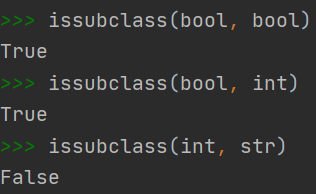 >>> issubclass(bool, bool)
True
>>> issubclass(bool, int)
True
>>> issubclass(int, str)
False